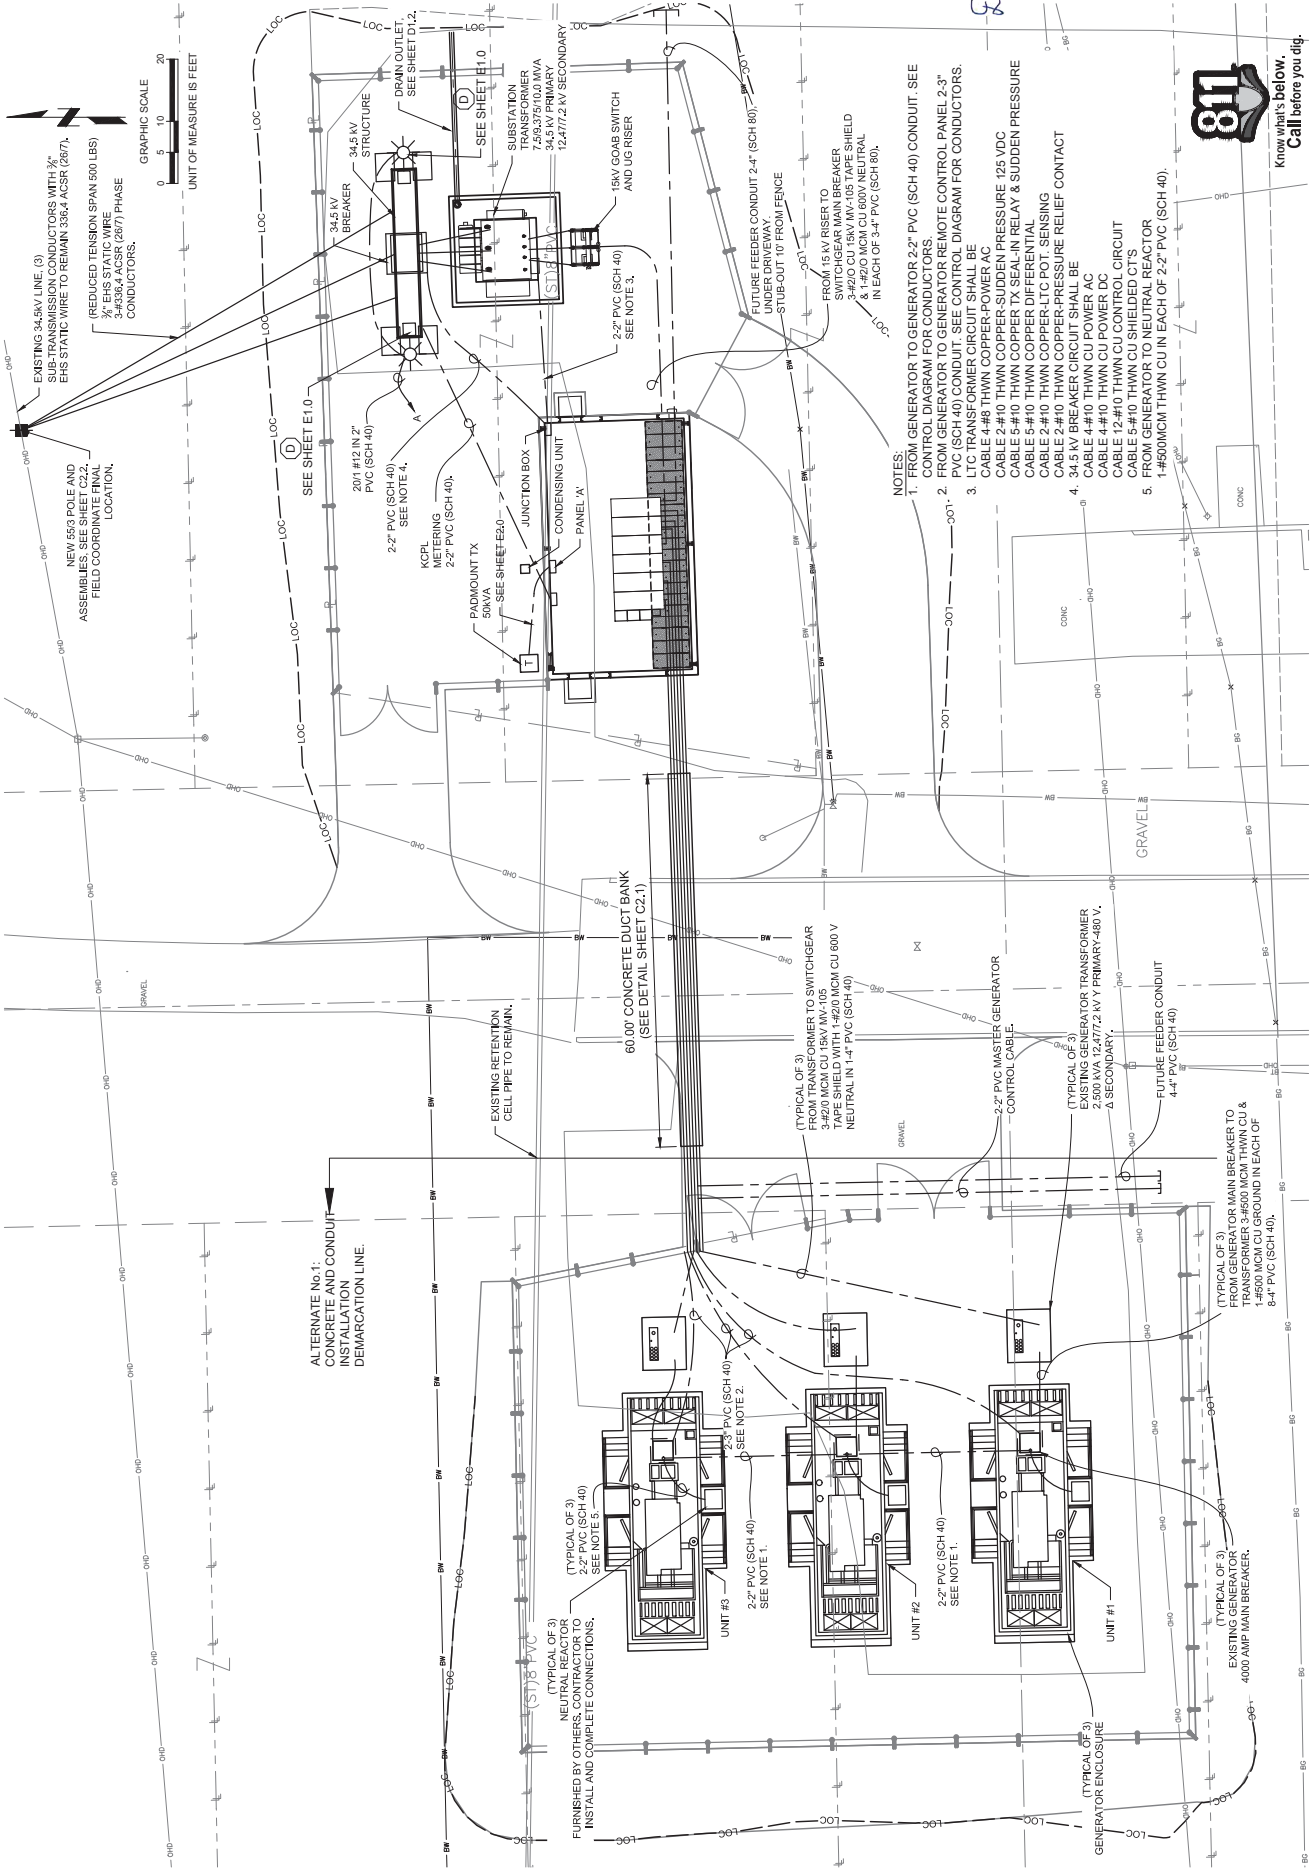 GRAPHIC SCALE
0 5 10 20
UNIT OF MEASURE IS FEET
EXISTING 34.5kV LINE, (3)
SUB-TRANSMISSION CONDUCTORS WITH ⅜"
EHS STATIC WIRE TO REMAIN 336.4 ACSR (26/7).
(REDUCED TENSION SPAN 500 LBS)
⅜" EHS STATIC WIRE
3-#336.4 ACSR (26/7) PHASE
CONDUCTORS.
NEW 55/3 POLE AND
ASSEMBLIES, SEE SHEET C2.2.
FIELD COORDINATE FINAL
LOCATION.
D
SEE SHEET E1.0
34.5 kV
STRUCTURE
34.5 kV
BREAKER
DRAIN OUTLET,
SEE SHEET D1.2.
D
SEE SHEET E1.0
SUBSTATION
TRANSFORMER
7.5/9.375/10.0 MVA
34.5 kV PRIMARY
12.47/7.2 kV SECONDARY
15kV GOAB SWITCH
AND UG RISER
(ST)8"PVC
20/1 #12 IN 2"
PVC (SCH 40)
A
2-2" PVC (SCH 40)
SEE NOTE 4.
KCPL
METERING
2-2" PVC (SCH 40).
2-2" PVC (SCH 40)
SEE NOTE 3.
PADMOUNT TX
50kVA
SEE SHEET E2.0
T
JUNCTION BOX
CONDENSING UNIT
PANEL 'A'
FUTURE FEEDER CONDUIT 2-4" (SCH 80),
UNDER DRIVEWAY.
STUB-OUT 10' FROM FENCE
FROM 15 kV RISER TO
SWITCHGEAR MAIN BREAKER
3-#2/O CU 15kV MV-105 TAPE SHIELD
& 1-#2/O MCM CU 600V NEUTRAL
IN EACH OF 3-4" PVC (SCH 80).
NOTES:
1. FROM GENERATOR TO GENERATOR 2-2" PVC (SCH 40) CONDUIT. SEE
CONTROL DIAGRAM FOR CONDUCTORS.
2. FROM GENERATOR TO GENERATOR REMOTE CONTROL PANEL 2-3"
PVC (SCH 40) CONDUIT. SEE CONTROL DIAGRAM FOR CONDUCTORS.
3. LTC TRANSFORMER CIRCUIT SHALL BE
CABLE 4-#8 THWN COPPER-POWER AC
CABLE 2-#10 THWN COPPER-SUDDEN PRESSURE 125 VDC
CABLE 5-#10 THWN COPPER TX SEAL-IN RELAY & SUDDEN PRESSURE
CABLE 5-#10 THWN COPPER DIFFERENTIAL
CABLE 2-#10 THWN COPPER-LTC POT. SENSING
CABLE 2-#10 THWN COPPER-PRESSURE RELIEF CONTACT
4. 34.5 kV BREAKER CIRCUIT SHALL BE
CABLE 4-#10 THWN CU POWER AC
CABLE 4-#10 THWN CU POWER DC
CABLE 12-#10 THWN CU CONTROL CIRCUIT
CABLE 5-#10 THWN CU SHIELDED CT'S
5. FROM GENERATOR TO NEUTRAL REACTOR
1-#500MCM THWN CU IN EACH OF 2-2" PVC (SCH 40).
811
Know what's below.
Call before you dig.
60.00' CONCRETE DUCT BANK
(SEE DETAIL SHEET C2.1)
GRAVEL
GRAVEL
GRAVEL
CONC
CONC
EXISTING RETENTION
CELL PIPE TO REMAIN.
ALTERNATE No.1:
CONCRETE AND CONDUIT
INSTALLATION
DEMARCATION LINE.
(TYPICAL OF 3)
FROM TRANSFORMER TO SWITCHGEAR
3-#2/0 MCM CU 15kV MV-105
TAPE SHIELD WITH 1-#2/0 MCM CU 600 V
NEUTRAL IN 1-4" PVC (SCH 40)
2-2" PVC MASTER GENERATOR
CONTROL CABLE.
(TYPICAL OF 3)
EXISTING GENERATOR TRANSFORMER
2,500 kVA 12.47/7.2 kV Y PRIMARY-480 V.
Δ SECONDARY.
FUTURE FEEDER CONDUIT
4-4" PVC (SCH 40)
(TYPICAL OF 3)
FROM GENERATOR MAIN BREAKER TO
TRANSFORMER 3-#500 MCM THWN CU &
1-#500 MCM CU GROUND IN EACH OF
8-4" PVC (SCH 40).
2-3" PVC (SCH 40)
SEE NOTE 2.
(TYPICAL OF 3)
2-2" PVC (SCH 40)
SEE NOTE 5.
(TYPICAL OF 3)
NEUTRAL REACTOR
FURNISHED BY OTHERS, CONTRACTOR TO
INSTALL AND COMPLETE CONNECTIONS.
(ST)8"PVC
UNIT #3
2-2" PVC (SCH 40)
SEE NOTE 1.
UNIT #2
2-2" PVC (SCH 40)
SEE NOTE 1.
UNIT #1
(TYPICAL OF 3)
EXISTING GENERATOR
4000 AMP MAIN BREAKER.
(TYPICAL OF 3)
GENERATOR ENCLOSURE